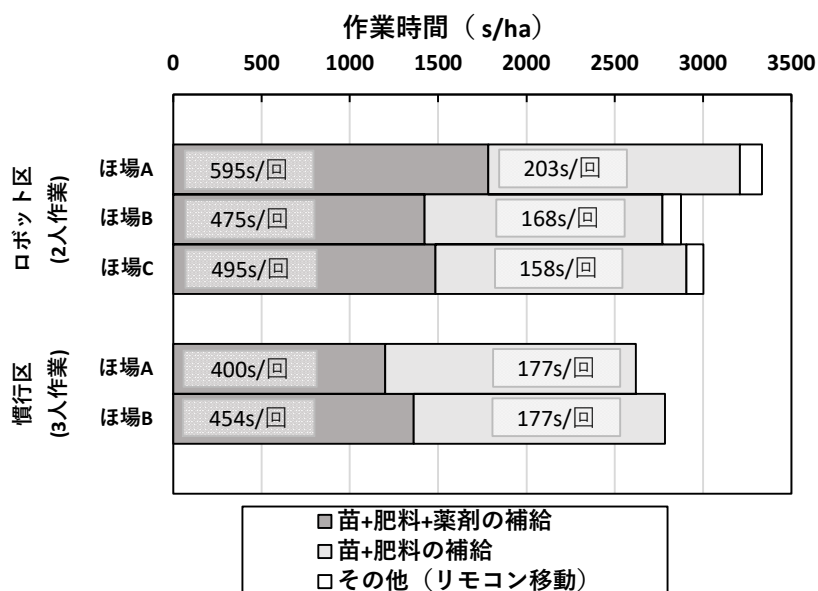 作業時間（s/ha）
0 500 1000 1500 2000 2500 3000 3500
ロボット区
(2人作業)
ほ場A 595s/回 203s/回
ほ場B 475s/回 168s/回
ほ場C 495s/回 158s/回
慣行区
(3人作業)
ほ場A 400s/回 177s/回
ほ場B 454s/回 177s/回
苗+肥料+薬剤の補給
苗+肥料の補給
その他（リモコン移動）